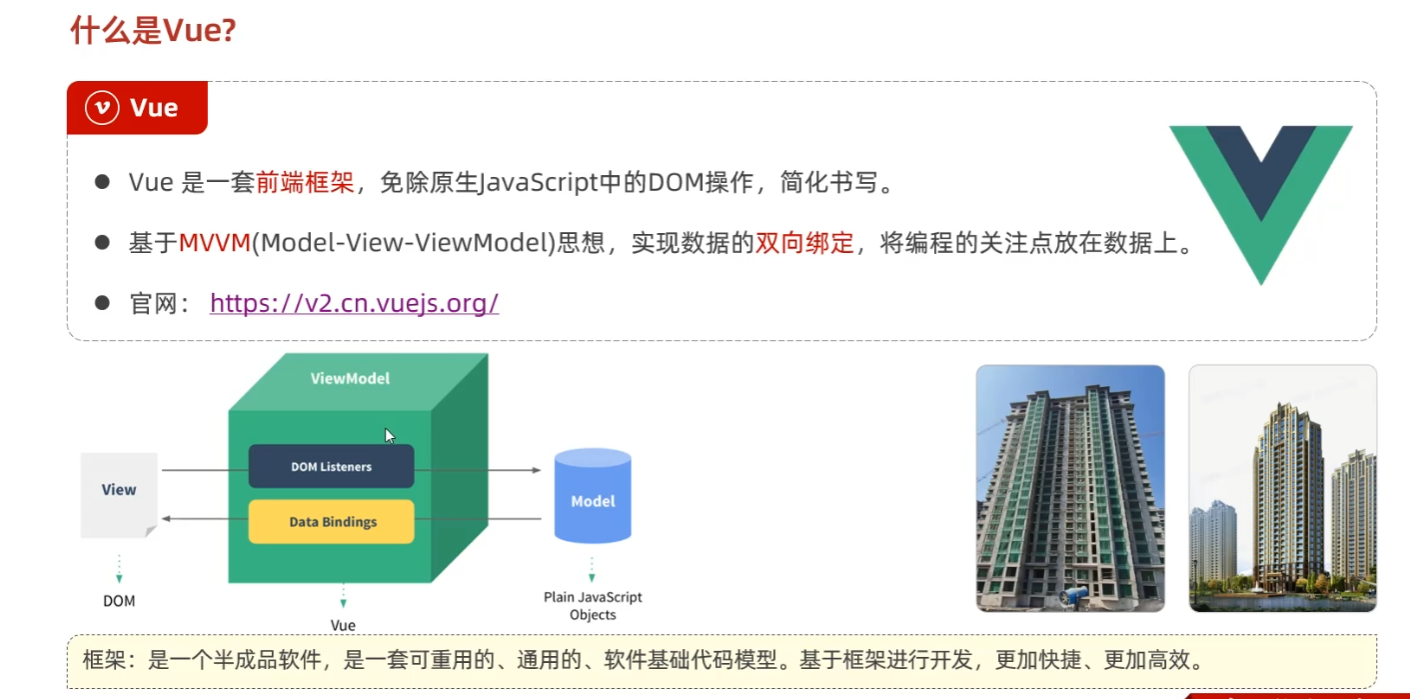 什么是Vue?
Vue
Vue 是一套前端框架，免除原生JavaScript中的DOM操作，简化书写。
基于MVVM(Model-View-ViewModel)思想，实现数据的双向绑定，将编程的关注点放在数据上。
官网： https://v2.cn.vuejs.org/
ViewModel
DOM Listeners
View
Model
Data Bindings
DOM
Plain JavaScript
Objects
Vue
框架：是一个半成品软件，是一套可重用的、通用的、软件基础代码模型。基于框架进行开发，更加快捷、更加高效。